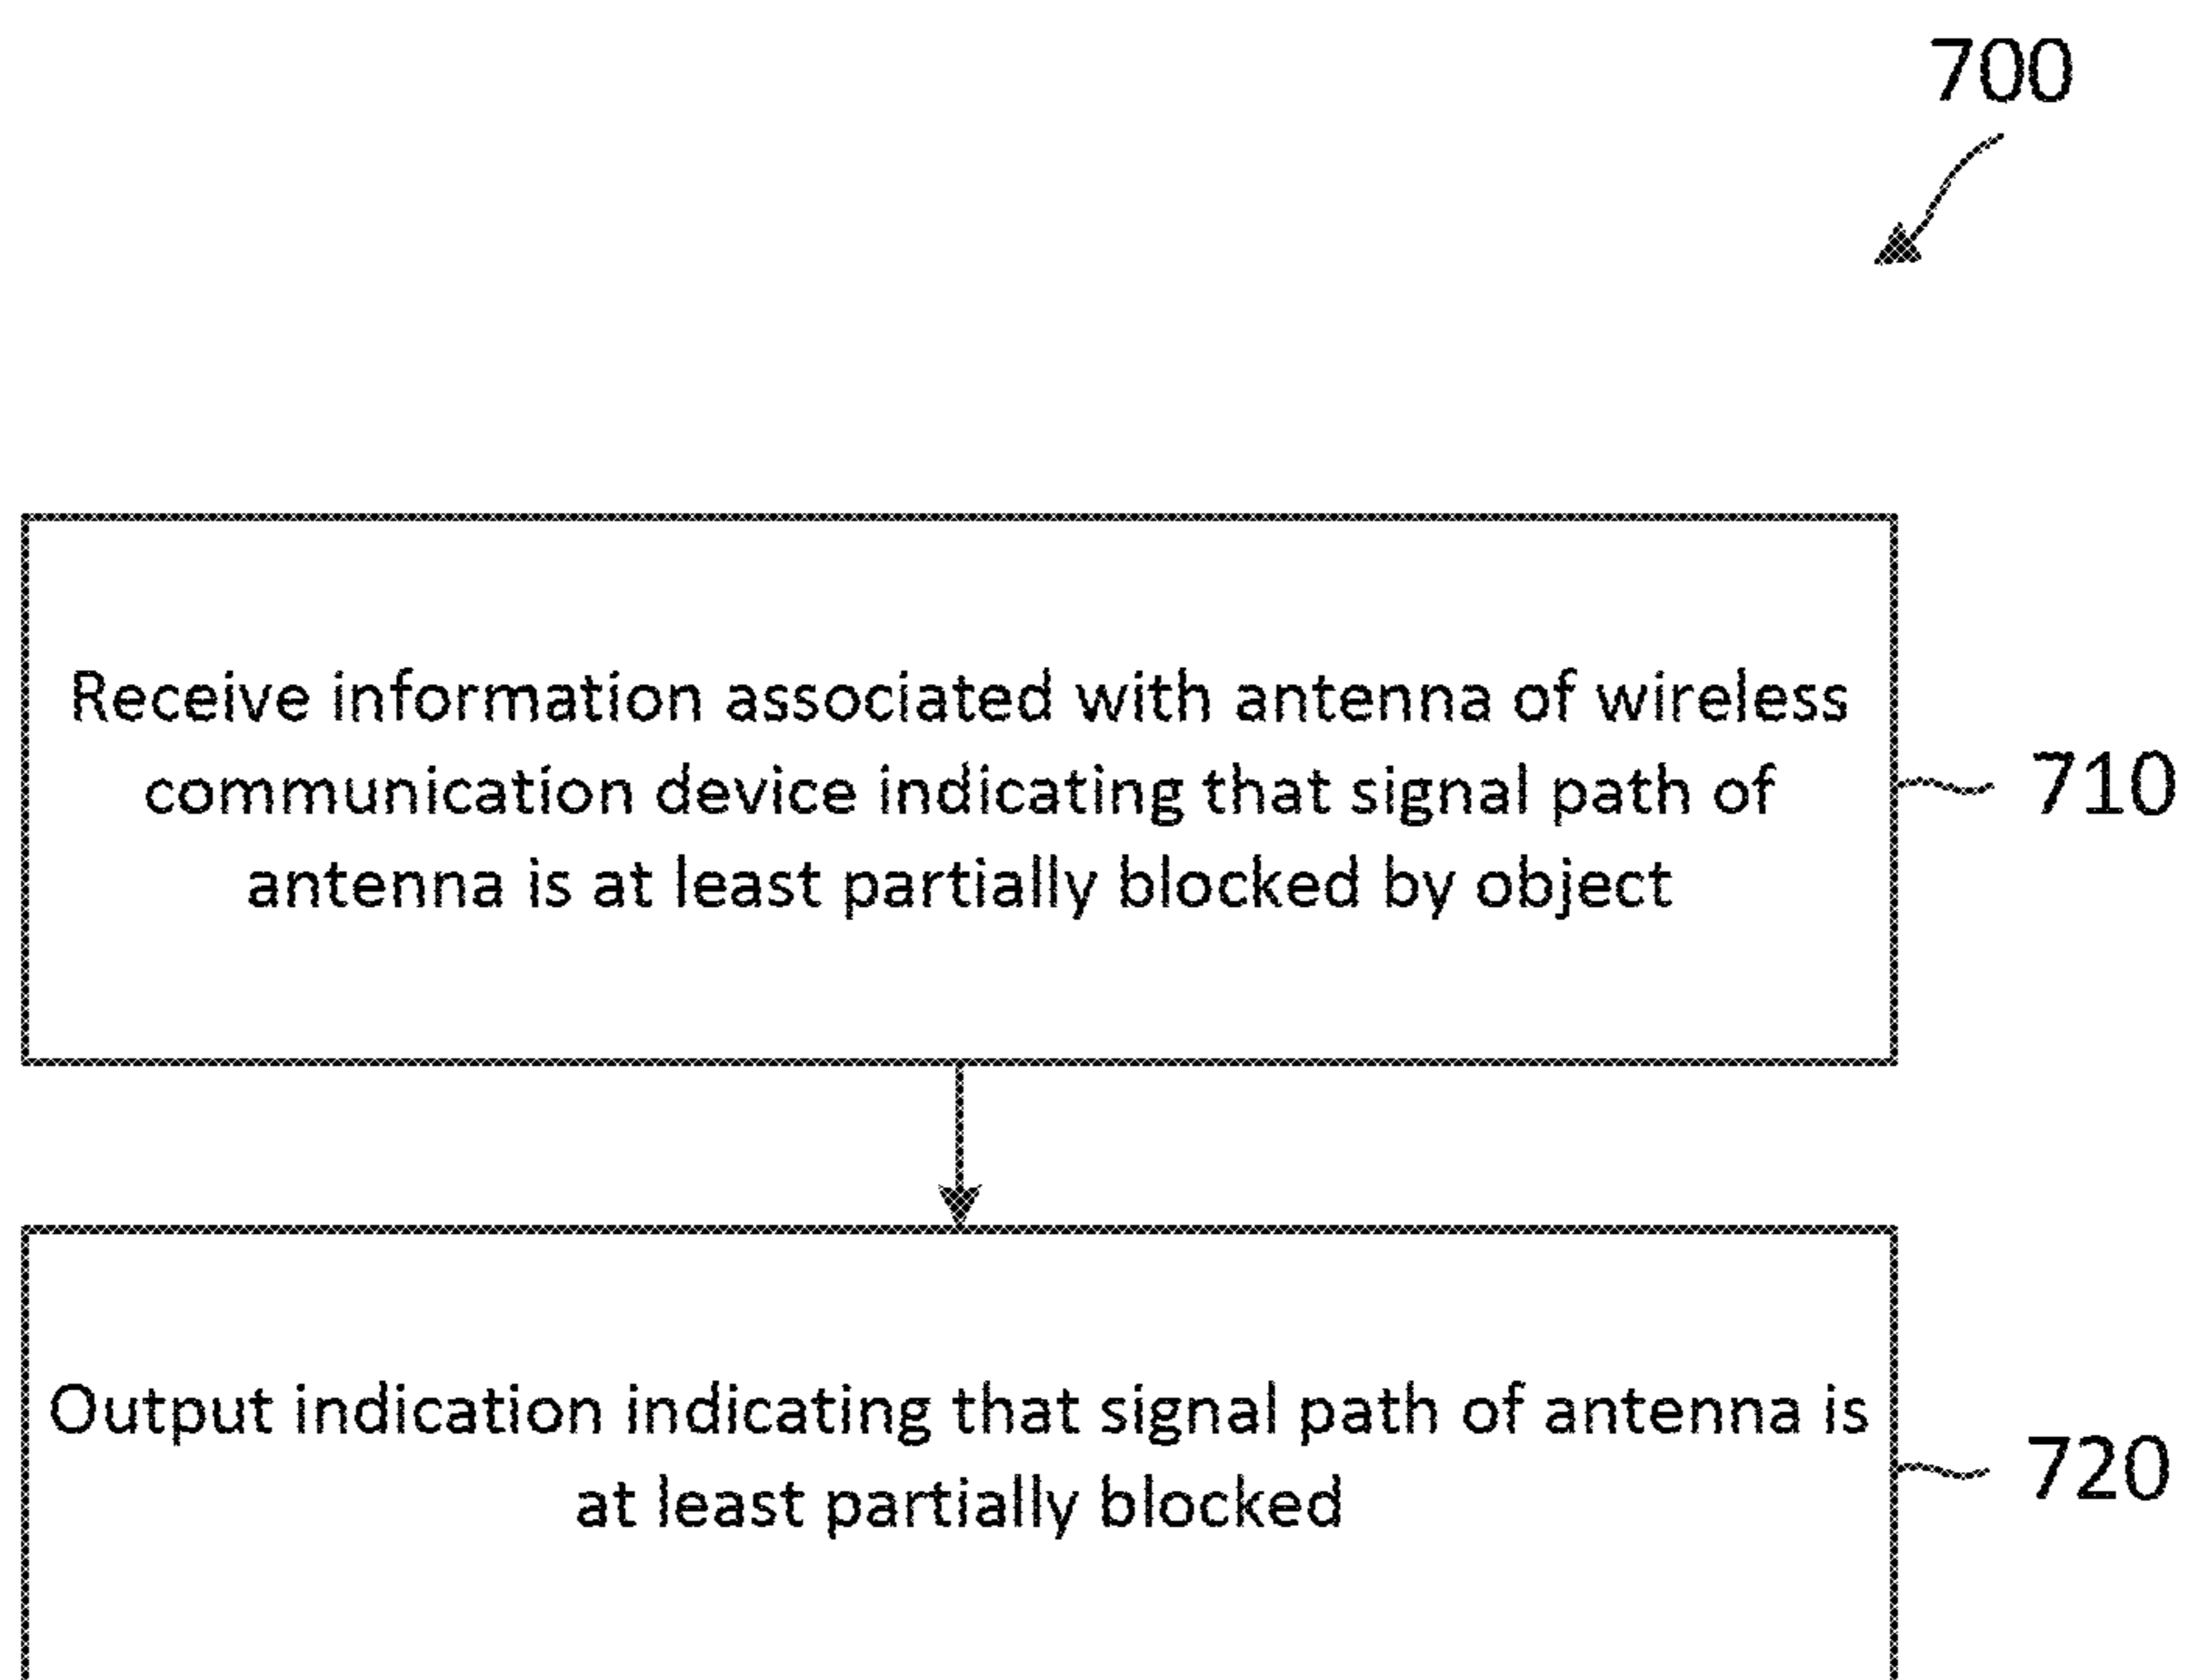 700
Receive information associated with antenna of wireless
communication device indicating that signal path of
antenna is at least partially blocked by object
710
Output indication indicating that signal path of antenna is
at least partially blocked
720